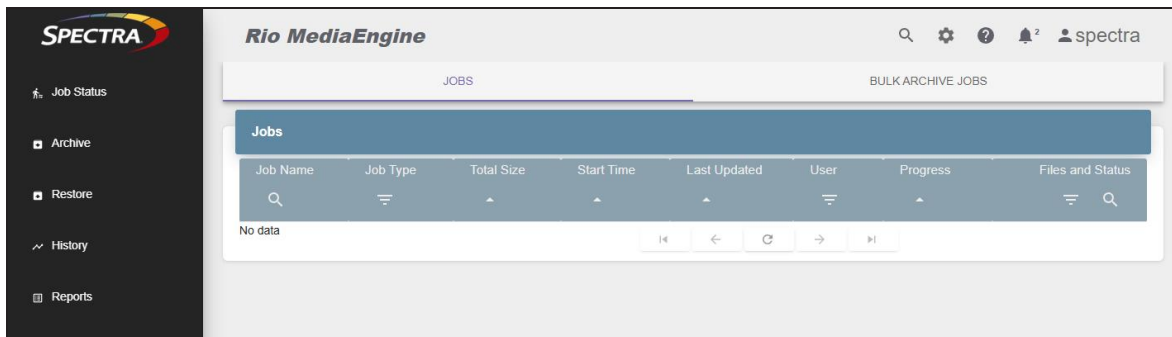 SPECTRA
Rio MediaEngine
2
spectra
JOBS
BULK ARCHIVE JOBS
Job Status
Archive
Restore
History
Reports
Jobs
Job Name Job Type Total Size Start Time Last Updated User Progress Files and Status
No data